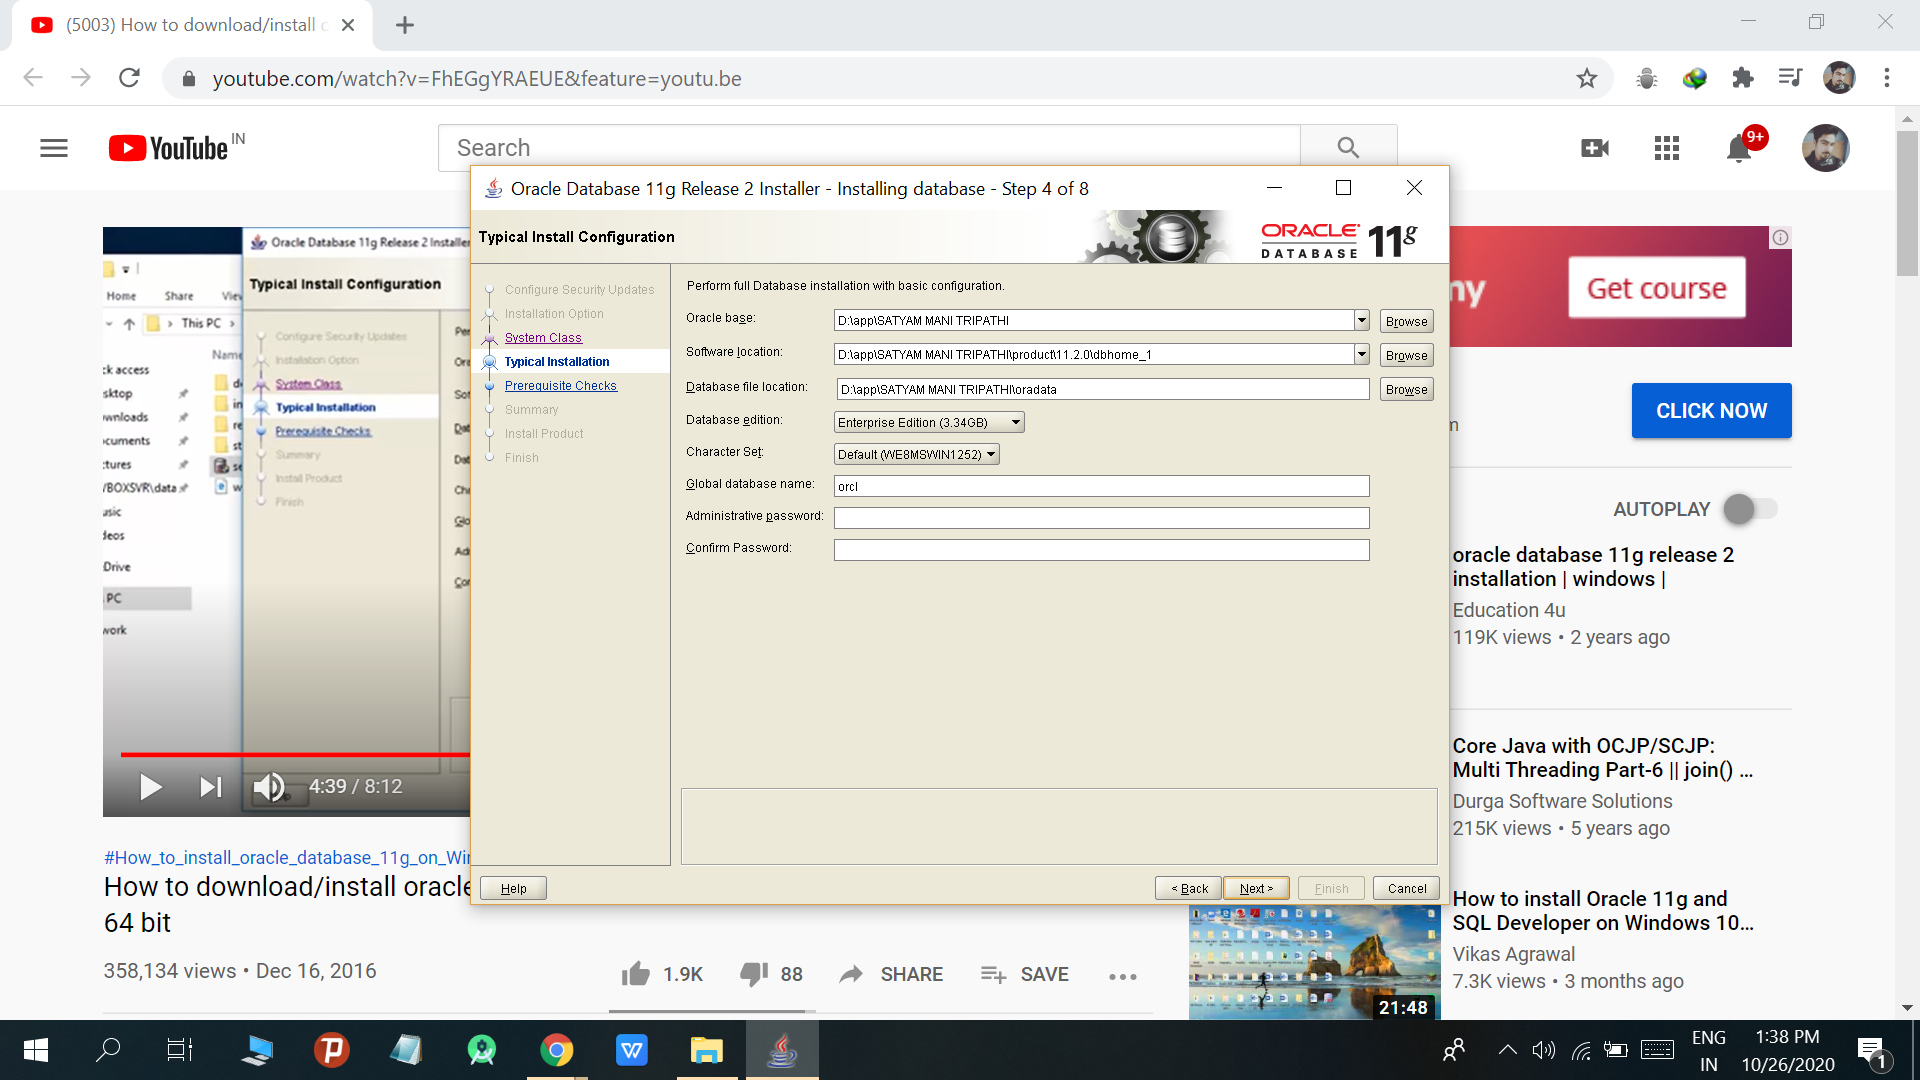 (5003) How to download/install
youtube.com/watch?v=FhEGgYRAEUE&feature=youtu.be
YouTube IN
Search
9+
Oracle Database 11g Release 2 Installer - Installing database - Step 4 of 8
Typical Install Configuration
ORACLE
DATABASE 11g
Configure Security Updates
Installation Option
System Class
Typical Installation
Prerequisite Checks
Summary
Install Product
Finish
Perform full Database installation with basic configuration.
Oracle base: D:\app\SATYAM MANI TRIPATHI Browse
Software location: D:\app\SATYAM MANI TRIPATHI\product\11.2.0\dbhome_1 Browse
Database file location: D:\app\SATYAM MANI TRIPATHI\oradata Browse
Database edition: Enterprise Edition (3.34GB)
Character Set: Default (WE8MSWIN1252)
Global database name: orcl
Administrative password:
Confirm Password:
Help < Back Next > Finish Cancel
Oracle Database 11g Release 2 Installer
Typical Install Configuration
Home Share Vie
This PC
Name
Configure Security Updates
Installation Option
System Class
Typical Installation
Prerequisite Checks
Summary
Install Product
Finish
ck access
sktop
wnloads
cuments
tures
/BOXSVR\data
usic
deos
Drive
PC
work
4:39 / 8:12
#How_to_install_oracle_database_11g_on_Wi
How to download/install oracle
64 bit
358,134 views • Dec 16, 2016
1.9K 88 SHARE SAVE
ny
Get course
m
CLICK NOW
AUTOPLAY
oracle database 11g release 2
installation | windows |
Education 4u
119K views • 2 years ago
Core Java with OCJP/SCJP:
Multi Threading Part-6 || join() ...
Durga Software Solutions
215K views • 5 years ago
How to install Oracle 11g and
SQL Developer on Windows 10...
Vikas Agrawal
7.3K views • 3 months ago
21:48
ENG
IN
1:38 PM
10/26/2020
1